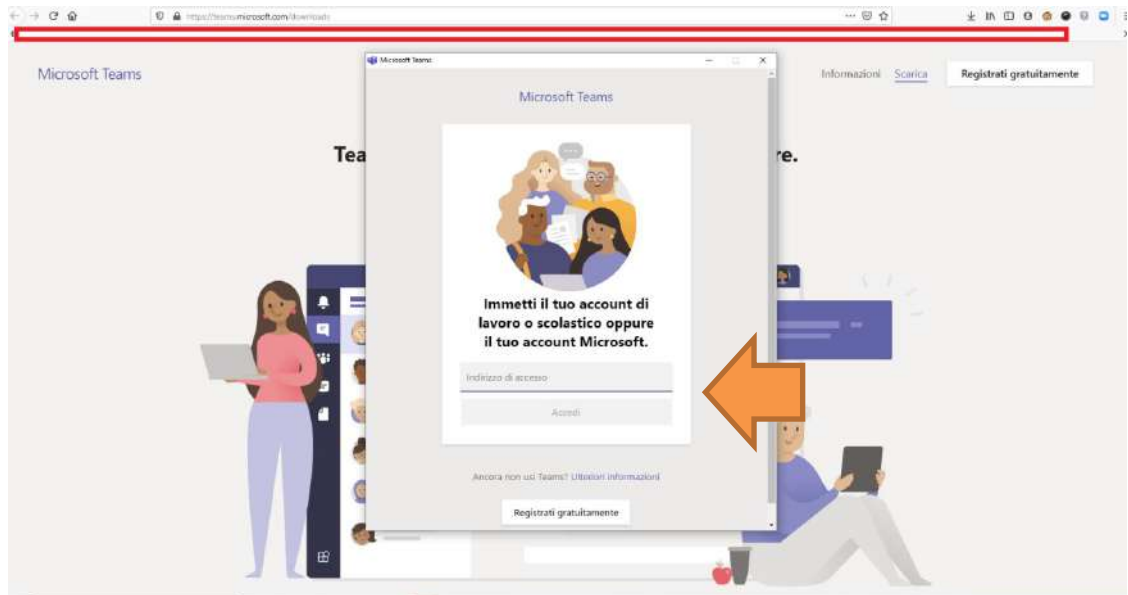 https://teams.microsoft.com/downloads
Microsoft Teams
Informazioni Scarica Registrati gratuitamente
Tea
re.
Microsoft Teams
Microsoft Teams
Immetti il tuo account di
lavoro o scolastico oppure
il tuo account Microsoft.
Indirizzo di accesso
Accedi
Ancora non usi Teams? Ulteriori informazioni
Registrati gratuitamente